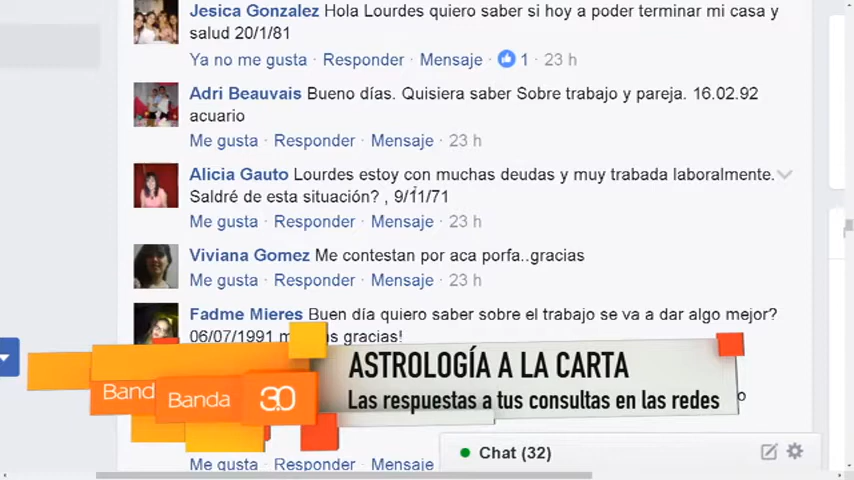 Jesica Gonzalez Hola Lourdes quiero saber si hoy a poder terminar mi casa y
salud 20/1/81
Ya no me gusta · Responder · Mensaje · 1 · 23 h
Adri Beauvais Bueno días. Quisiera saber Sobre trabajo y pareja. 16.02.92
acuario
Me gusta · Responder · Mensaje · 23 h
Alicia Gauto Lourdes estoy con muchas deudas y muy trabada laboralmente.
Saldré de esta situación? , 9/11/71
Me gusta · Responder · Mensaje · 23 h
Viviana Gomez Me contestan por aca porfa..gracias
Me gusta · Responder · Mensaje · 23 h
Fadme Mieres Buen día quiero saber sobre el trabajo se va a dar algo mejor?
06/07/1991 gracias!
ASTROLOGÍA A LA CARTA
Band
Banda 3.0
Las respuestas a tus consultas en las redes
Chat (32)
Me gusta · Responder · Mensaje